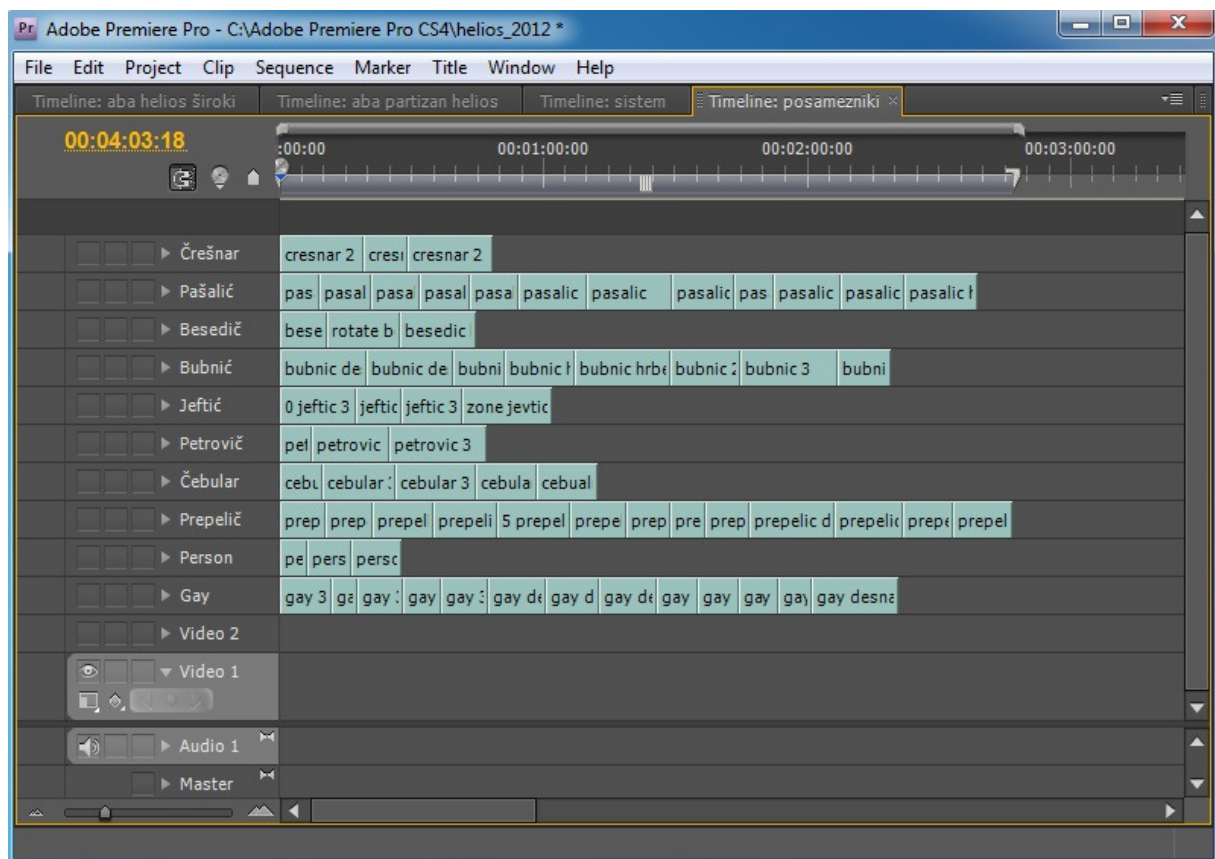 Pr Adobe Premiere Pro - C:\Adobe Premiere Pro CS4\helios_2012 *
File Edit Project Clip Sequence Marker Title Window Help
Timeline: aba helios široki Timeline: aba partizan helios Timeline: sistem Timeline: posamezniki ×
00:04:03:18 :00:00 00:01:00:00 00:02:00:00 00:03:00:00
Črešnar cresnar 2 cresn cresnar 2
Pašalić pas pasal pasa pasal pasa pasalic pasalic pasalic pas pasalic pasalic pasalic h
Besedič bese rotate b besedic
Bubnić bubnic de bubnic de bubni bubnic h bubnic hrbe bubnic 2 bubnic 3 bubni
Jeftić 0 jeftic 3 jeftic jeftic 3 zone jevtic
Petrovič pet petrovic petrovic 3
Čebular cebu cebular cebular 3 cebula cebual
Prepelič prep prep prepel prepeli 5 prepel prepe prep pre prep prepelic d prepelic prepe prepel
Person pe pers perso
Gay gay 3 ga gay gay gay 3 gay de gay d gay de gay gay gay gay gay desna
Video 2
Video 1
Audio 1
Master